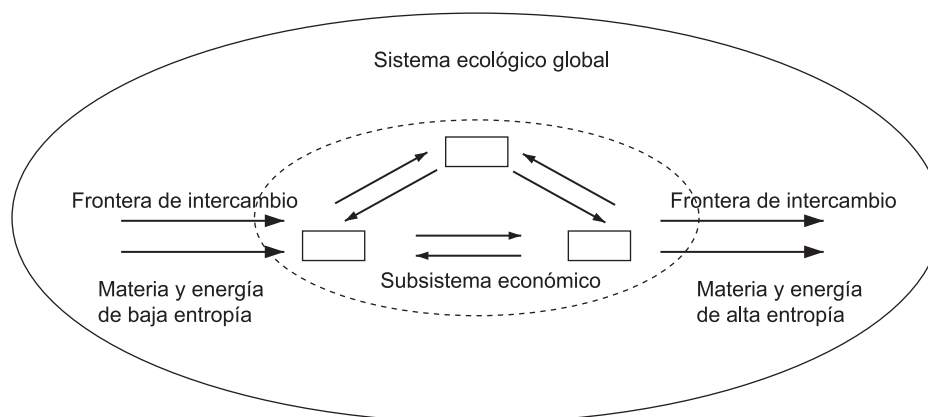 Sistema ecológico global
Frontera de intercambio
Frontera de intercambio
Subsistema económico
Materia y energía
de baja entropía
Materia y energía
de alta entropía